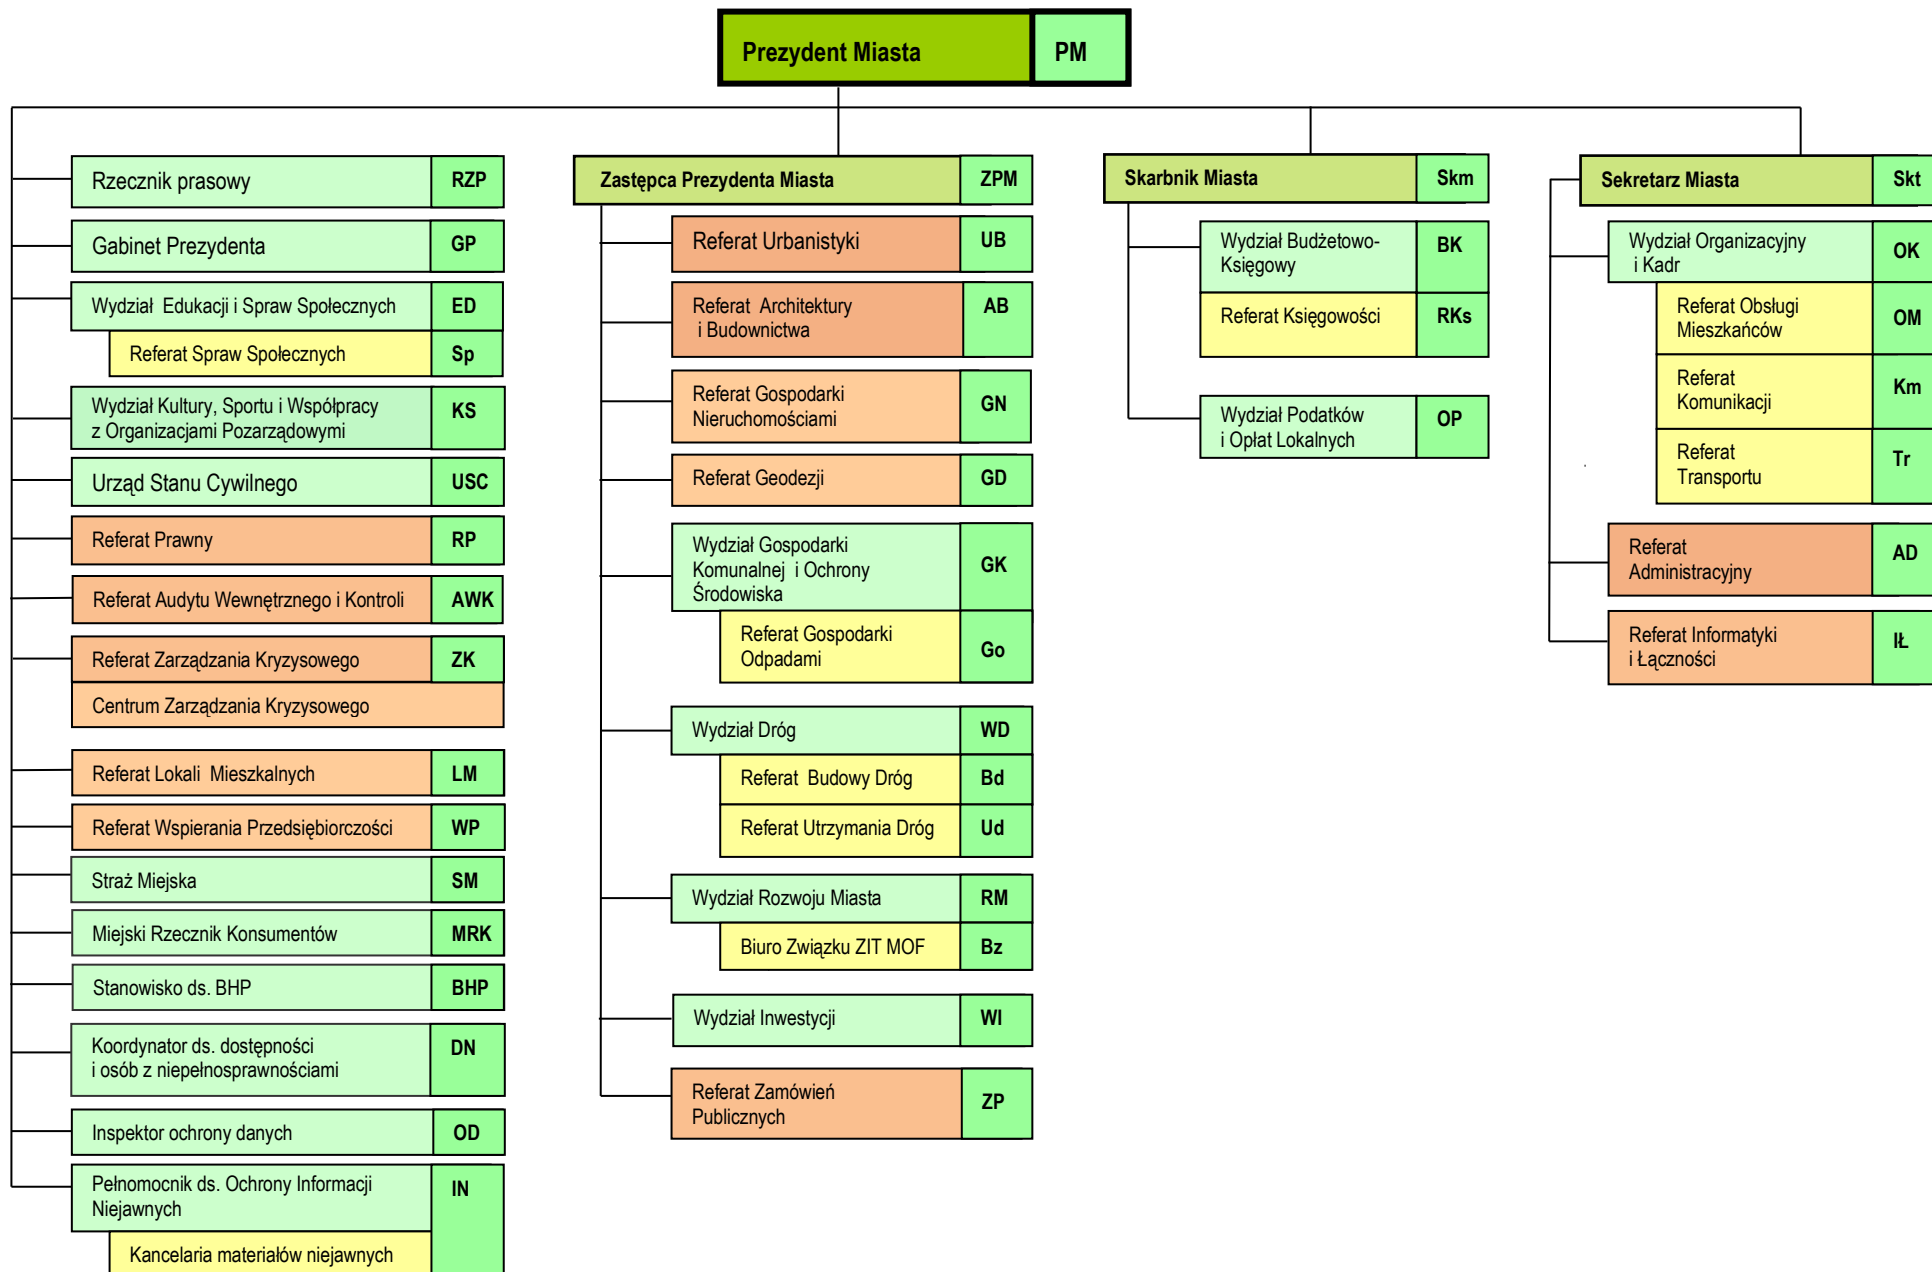 Prezydent Miasta PM
Rzecznik prasowy RZP
Gabinet Prezydenta GP
Wydział Edukacji i Spraw Społecznych ED
Referat Spraw Społecznych Sp
Wydział Kultury, Sportu i Współpracy KS
z Organizacjami Pozarządowymi
Urząd Stanu Cywilnego USC
Referat Prawny RP
Referat Audytu Wewnętrznego i Kontroli AWK
Referat Zarządzania Kryzysowego ZK
Centrum Zarządzania Kryzysowego
Referat Lokali Mieszkalnych LM
Referat Wspierania Przedsiębiorczości WP
Straż Miejska SM
Miejski Rzecznik Konsumentów MRK
Stanowisko ds. BHP BHP
Koordynator ds. dostępności DN
i osób z niepełnosprawnościami
Inspektor ochrony danych OD
Pełnomocnik ds. Ochrony Informacji IN
Niejawnych
Kancelaria materiałów niejawnych
Zastępca Prezydenta Miasta ZPM
Referat Urbanistyki UB
Referat Architektury AB
i Budownictwa
Referat Gospodarki GN
Nieruchomościami
Referat Geodezji GD
Wydział Gospodarki
Komunalnej i Ochrony GK
Środowiska
Referat Gospodarki Go
Odpadami
Wydział Dróg WD
Referat Budowy Dróg Bd
Referat Utrzymania Dróg Ud
Wydział Rozwoju Miasta RM
Biuro Związku ZIT MOF Bz
Wydział Inwestycji WI
Referat Zamówień ZP
Publicznych
Skarbnik Miasta Skm
Wydział Budżetowo- BK
Księgowy
Referat Księgowości RKs
Wydział Podatków OP
i Opłat Lokalnych
Sekretarz Miasta Skt
Wydział Organizacyjny OK
i Kadr
Referat Obsługi OM
Mieszkańców
Referat Km
Komunikacji
Referat Tr
Transportu
Referat AD
Administracyjny
Referat Informatyki IŁ
i Łączności